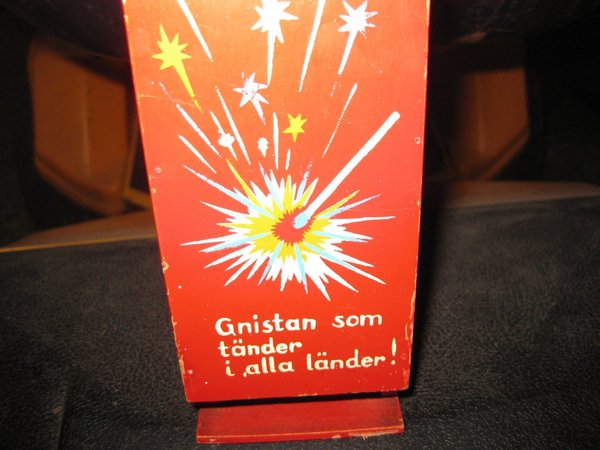 Gnistan som
tänder
i alla länder!